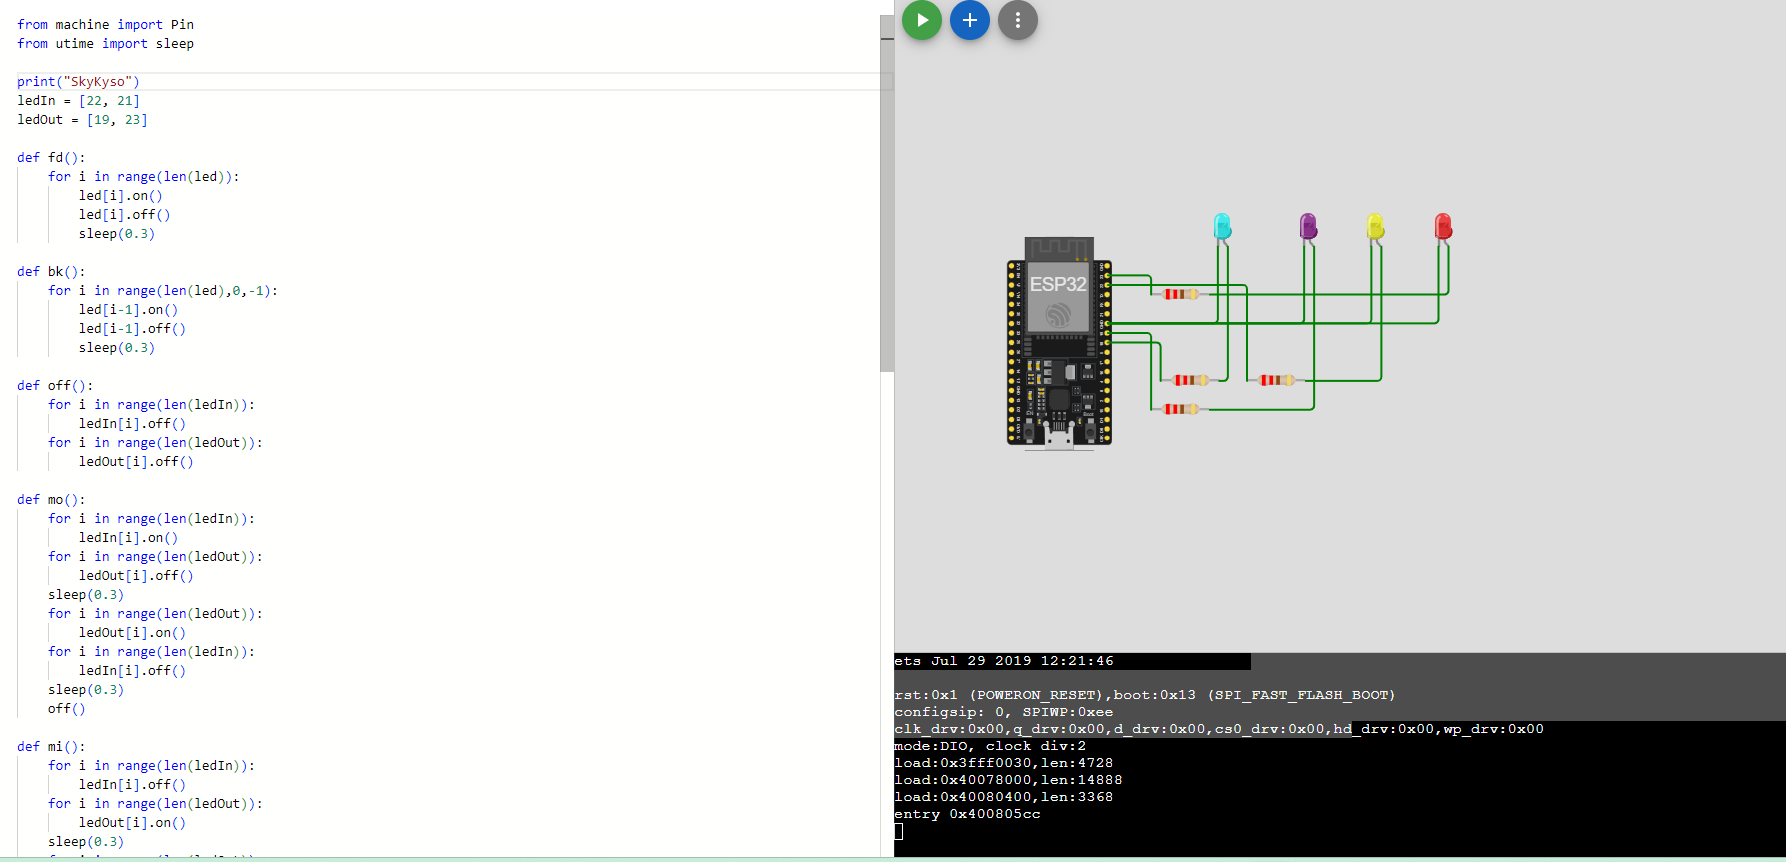 from machine import Pin
from utime import sleep
print("SkyKyso")
ledIn = [22, 21]
ledOut = [19, 23]
def fd():
    for i in range(len(led)):
        led[i].on()
        led[i].off()
        sleep(0.3)
def bk():
    for i in range(len(led),0,-1):
        led[i-1].on()
        led[i-1].off()
        sleep(0.3)
def off():
    for i in range(len(ledIn)):
        ledIn[i].off()
    for i in range(len(ledOut)):
        ledOut[i].off()
def mo():
    for i in range(len(ledIn)):
        ledIn[i].on()
    for i in range(len(ledOut)):
        ledOut[i].off()
    sleep(0.3)
    for i in range(len(ledOut)):
        ledOut[i].on()
    for i in range(len(ledIn)):
        ledIn[i].off()
    sleep(0.3)
    off()
def mi():
    for i in range(len(ledIn)):
        ledIn[i].off()
    for i in range(len(ledOut)):
        ledOut[i].on()
    sleep(0.3)
ESP32
ets Jul 29 2019 12:21:46
rst:0x1 (POWERON_RESET),boot:0x13 (SPI_FAST_FLASH_BOOT)
configsip: 0, SPIWP:0xee
clk_drv:0x00,q_drv:0x00,d_drv:0x00,cs0_drv:0x00,hd_drv:0x00,wp_drv:0x00
mode:DIO, clock div:2
load:0x3fff0030,len:4728
load:0x40078000,len:14888
load:0x40080400,len:3368
entry 0x400805cc